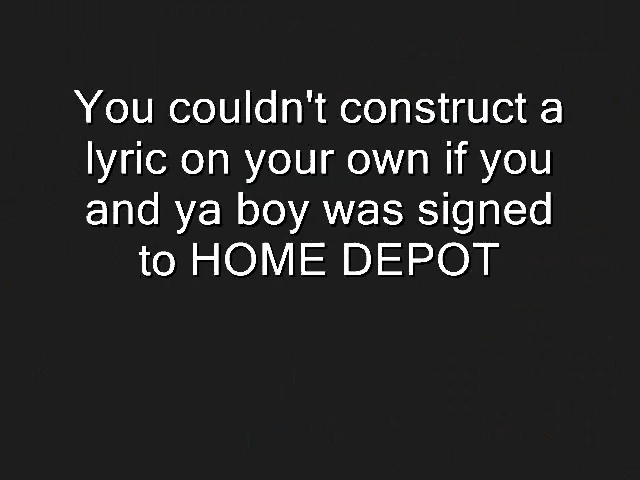 You couldn't construct a
lyric on your own if you
and ya boy was signed
to HOME DEPOT